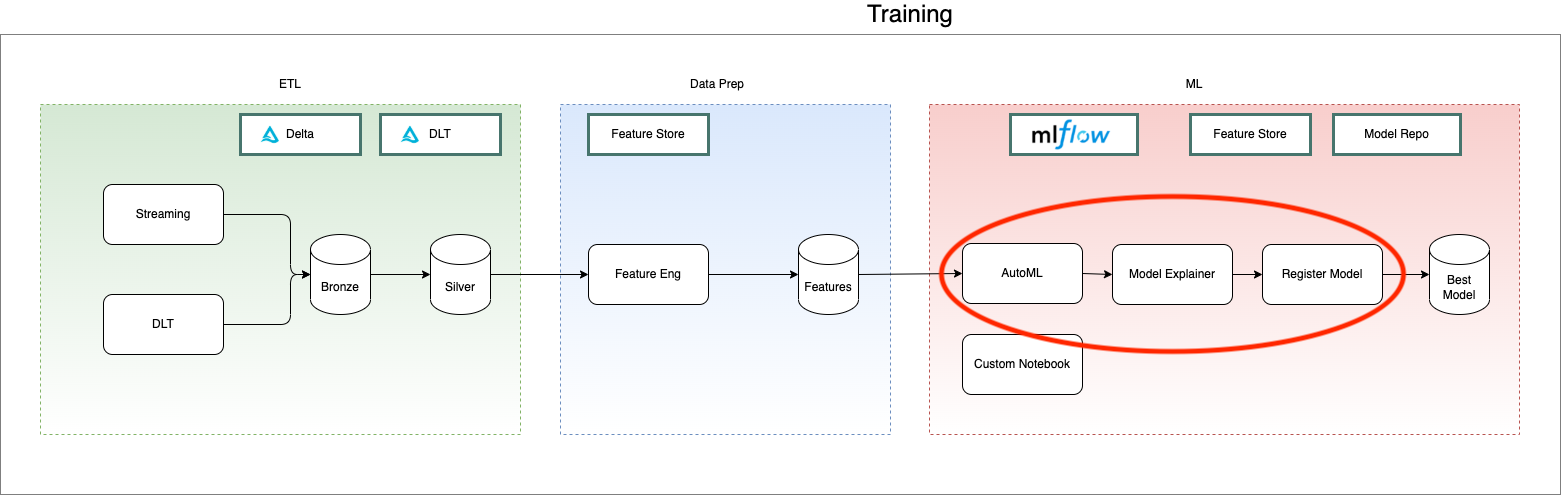 Training
ETL
Data Prep
ML
Delta
DLT
Feature Store
mlflow
Feature Store
Model Repo
Streaming
DLT
Bronze
Silver
Feature Eng
Features
AutoML
Model Explainer
Register Model
Best
Model
Custom Notebook